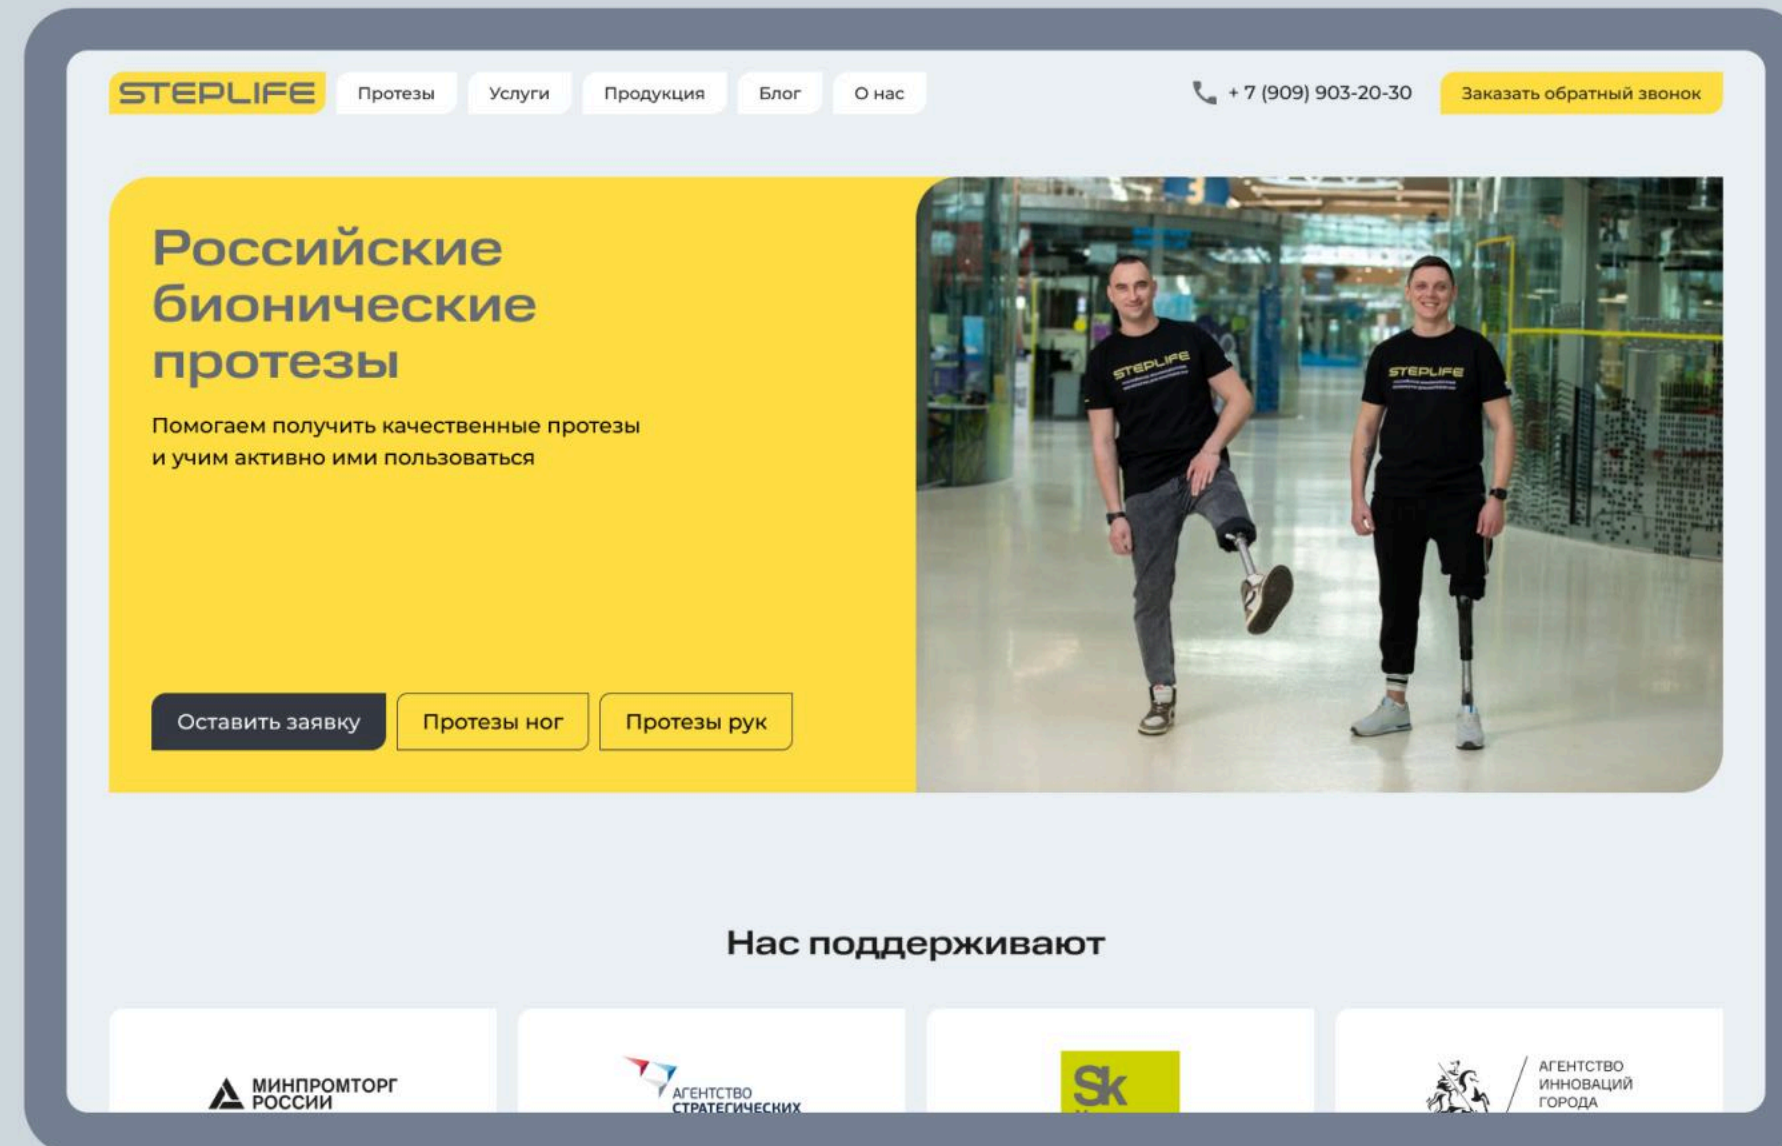 STEPLIFE
Протезы
Услуги
Продукция
Блог
О нас
+ 7 (909) 903-20-30
Заказать обратный звонок
Российские
бионические
протезы
Помогаем получить качественные протезы
и учим активно ими пользоваться
Оставить заявку
Протезы ног
Протезы рук
3
STEPLIFE
STEPLIFE
Нас поддерживают
МИНПРОМТОРГ
РОССИИ
АГЕНТСТВО
СТРАТЕГИЧЕСКИХ
Sk
АГЕНТСТВО
ИННОВАЦИЙ
ГОРОДА